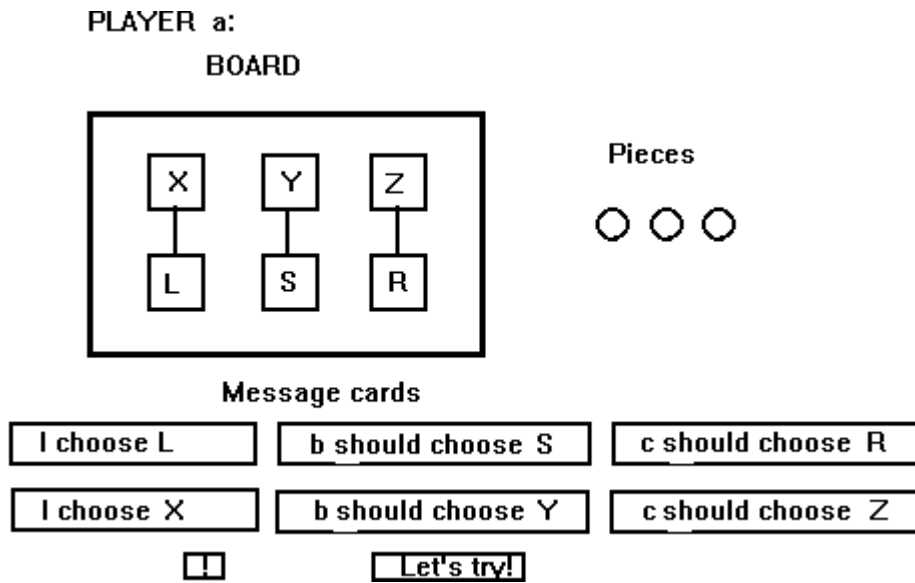 PLAYER a:
BOARD
X Y Z
Pieces
L S R
Message cards
I choose L b should choose S c should choose R
I choose X b should choose Y c should choose Z
! Let's try!